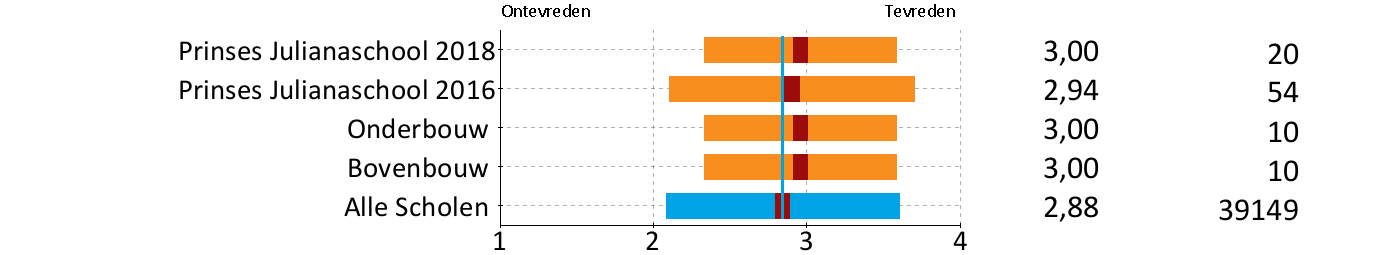 Ontevreden Tevreden
Prinses Julianaschool 2018 3,00 20
Prinses Julianaschool 2016 2,94 54
Onderbouw 3,00 10
Bovenbouw 3,00 10
Alle Scholen 2,88 39149
1 2 3 4